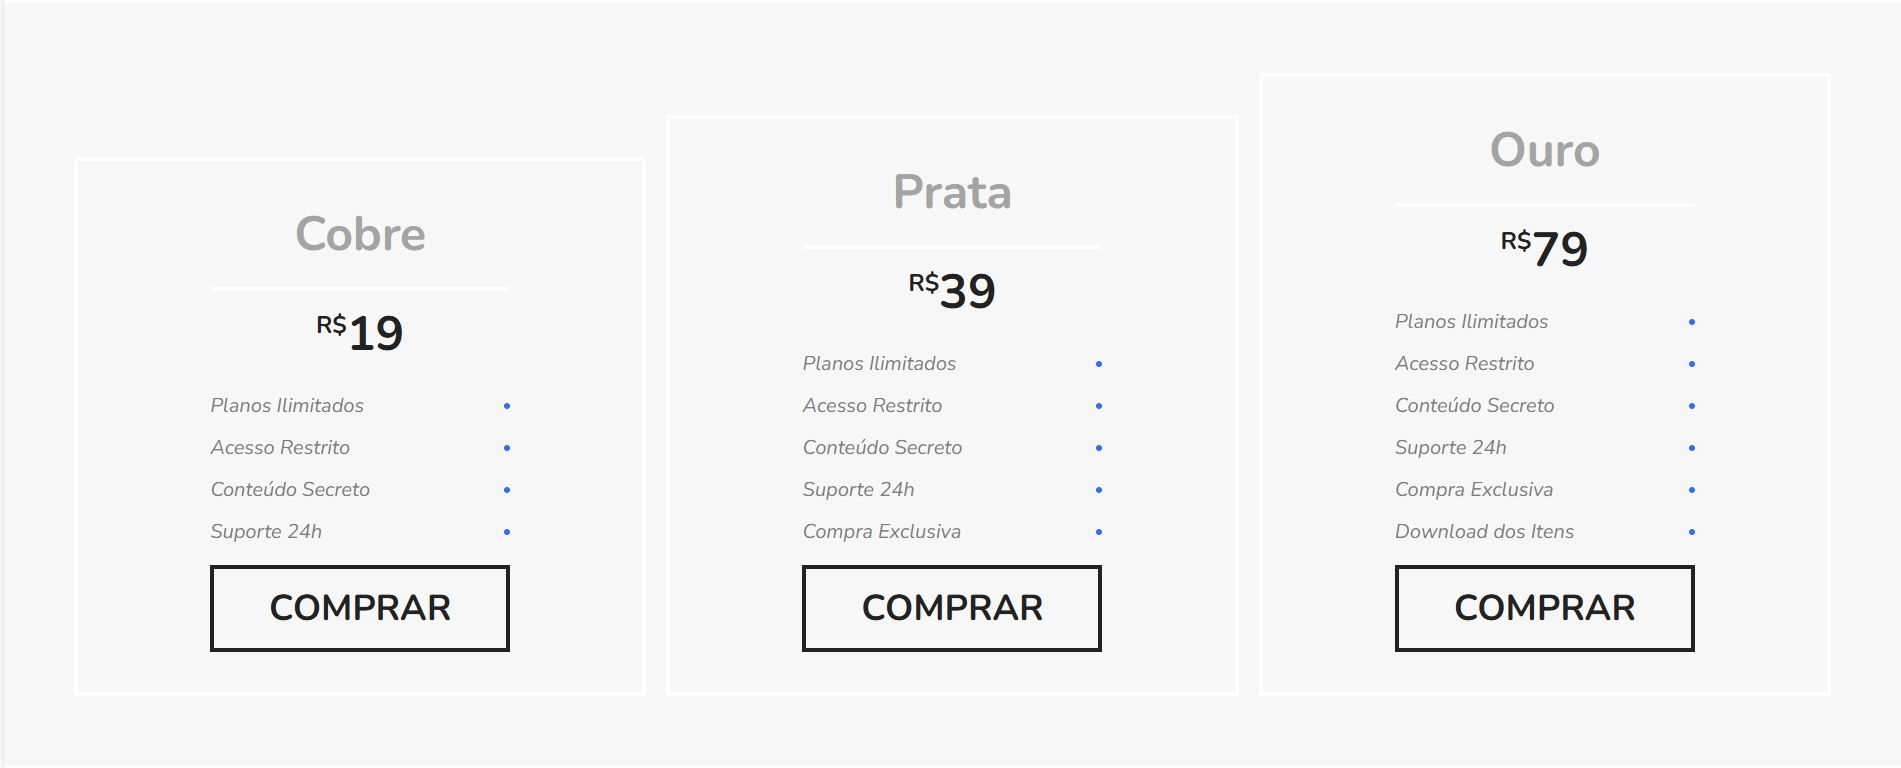 Cobre
R$19
Planos Ilimitados
Acesso Restrito
Conteúdo Secreto
Suporte 24h
COMPRAR
Prata
R$39
Planos Ilimitados
Acesso Restrito
Conteúdo Secreto
Suporte 24h
Compra Exclusiva
COMPRAR
Ouro
R$79
Planos Ilimitados
Acesso Restrito
Conteúdo Secreto
Suporte 24h
Compra Exclusiva
Download dos Itens
COMPRAR